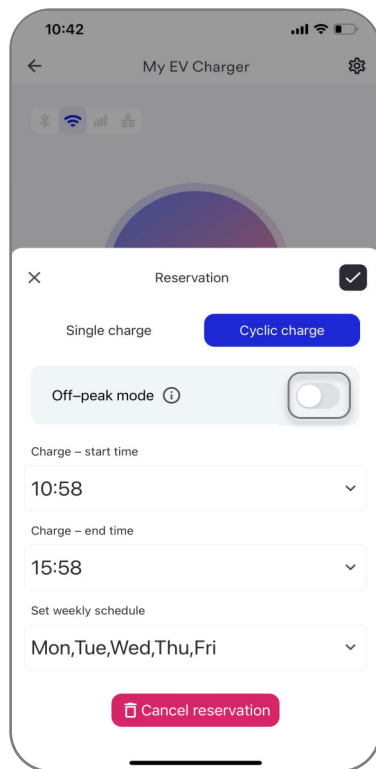 10:42
My EV Charger
Reservation
Single charge
Cyclic charge
Off-peak mode
Charge – start time
10:58
Charge – end time
15:58
Set weekly schedule
Mon,Tue,Wed,Thu,Fri
Cancel reservation